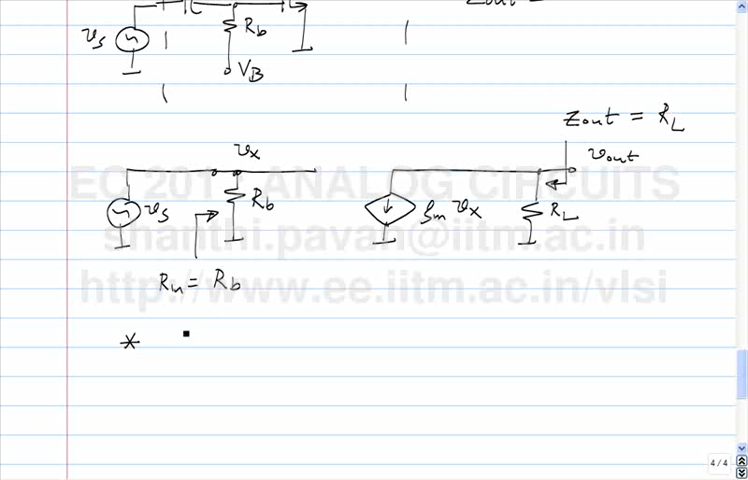 Zout =
vs
Rb
VB
Zout = RL
vx
vout
EC 201 ANALOG CIRCUITS
vs
Rb
gm vx
RL
shanthi.pavan@iitm.ac.in
Rin = Rb
http://www.ee.iitm.ac.in/vlsi
*
4 / 4